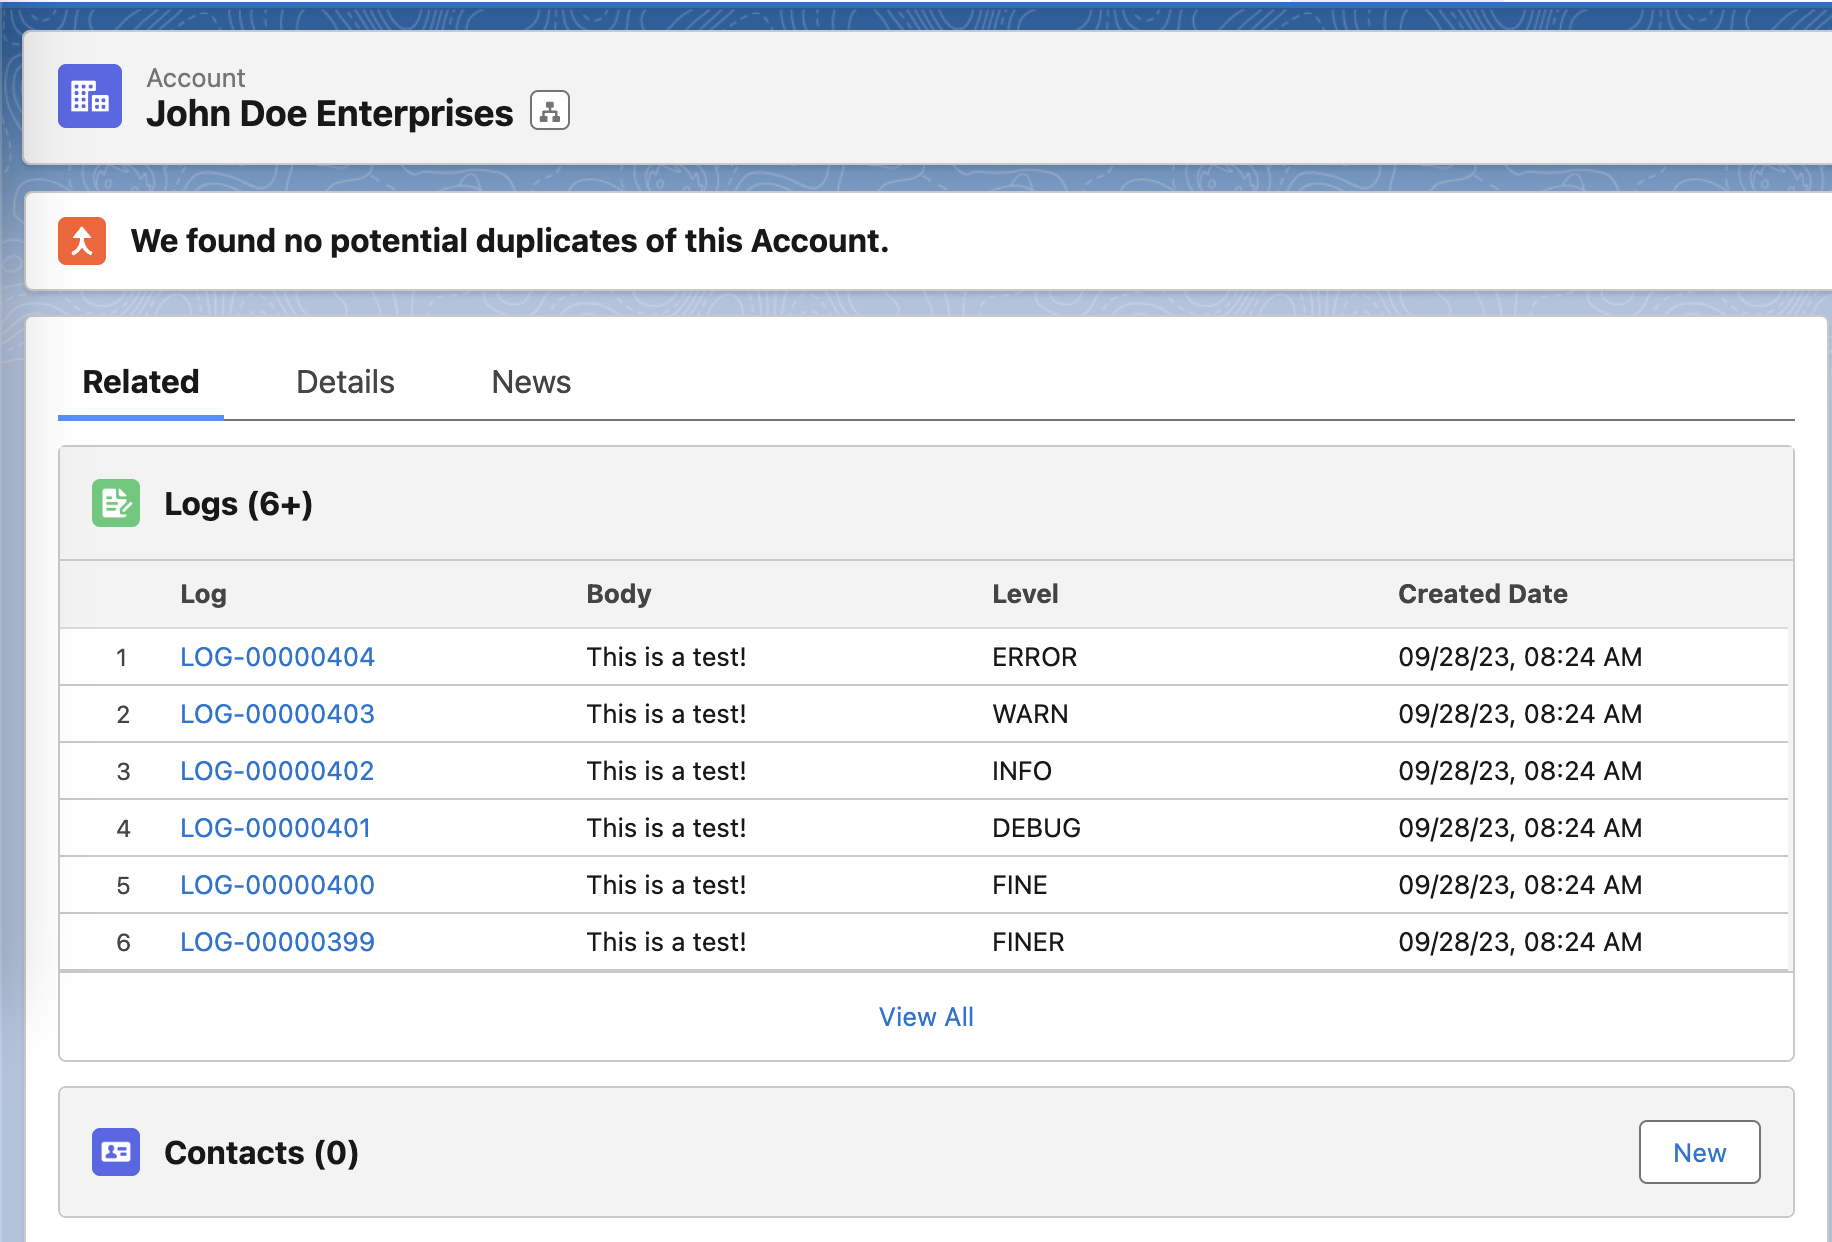 Account
John Doe Enterprises
We found no potential duplicates of this Account.
Related Details News
Logs (6+)
Log Body Level Created Date
1 LOG-00000404 This is a test! ERROR 09/28/23, 08:24 AM
2 LOG-00000403 This is a test! WARN 09/28/23, 08:24 AM
3 LOG-00000402 This is a test! INFO 09/28/23, 08:24 AM
4 LOG-00000401 This is a test! DEBUG 09/28/23, 08:24 AM
5 LOG-00000400 This is a test! FINE 09/28/23, 08:24 AM
6 LOG-00000399 This is a test! FINER 09/28/23, 08:24 AM
View All
Contacts (0) New